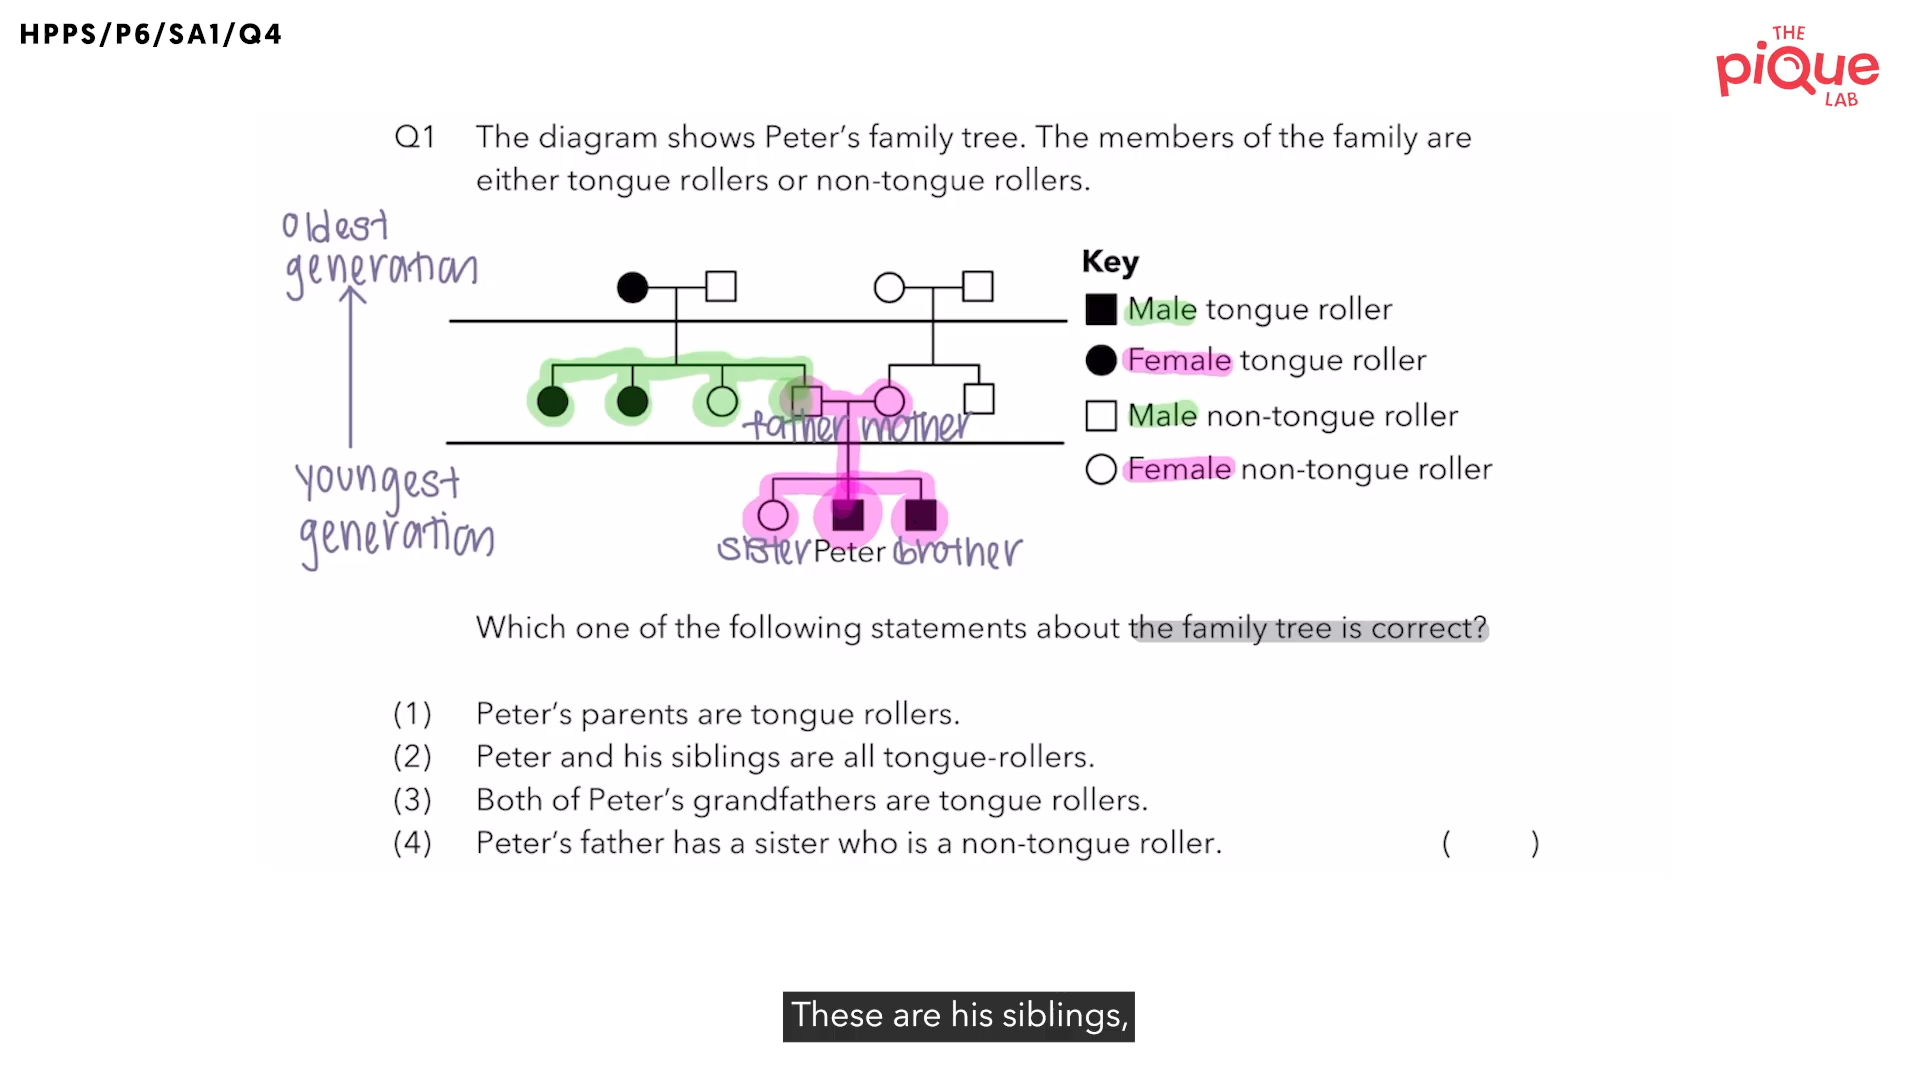 HPPS/P6/SA1/Q4
THE
piQue
LAB
Q1 The diagram shows Peter's family tree. The members of the family are
either tongue rollers or non-tongue rollers.
oldest
generation
youngest
generation
father mother
sister Peter brother
Key
Male tongue roller
Female tongue roller
Male non-tongue roller
Female non-tongue roller
Which one of the following statements about the family tree is correct?
(1) Peter's parents are tongue rollers.
(2) Peter and his siblings are all tongue-rollers.
(3) Both of Peter's grandfathers are tongue rollers.
(4) Peter's father has a sister who is a non-tongue roller. ( )
These are his siblings,